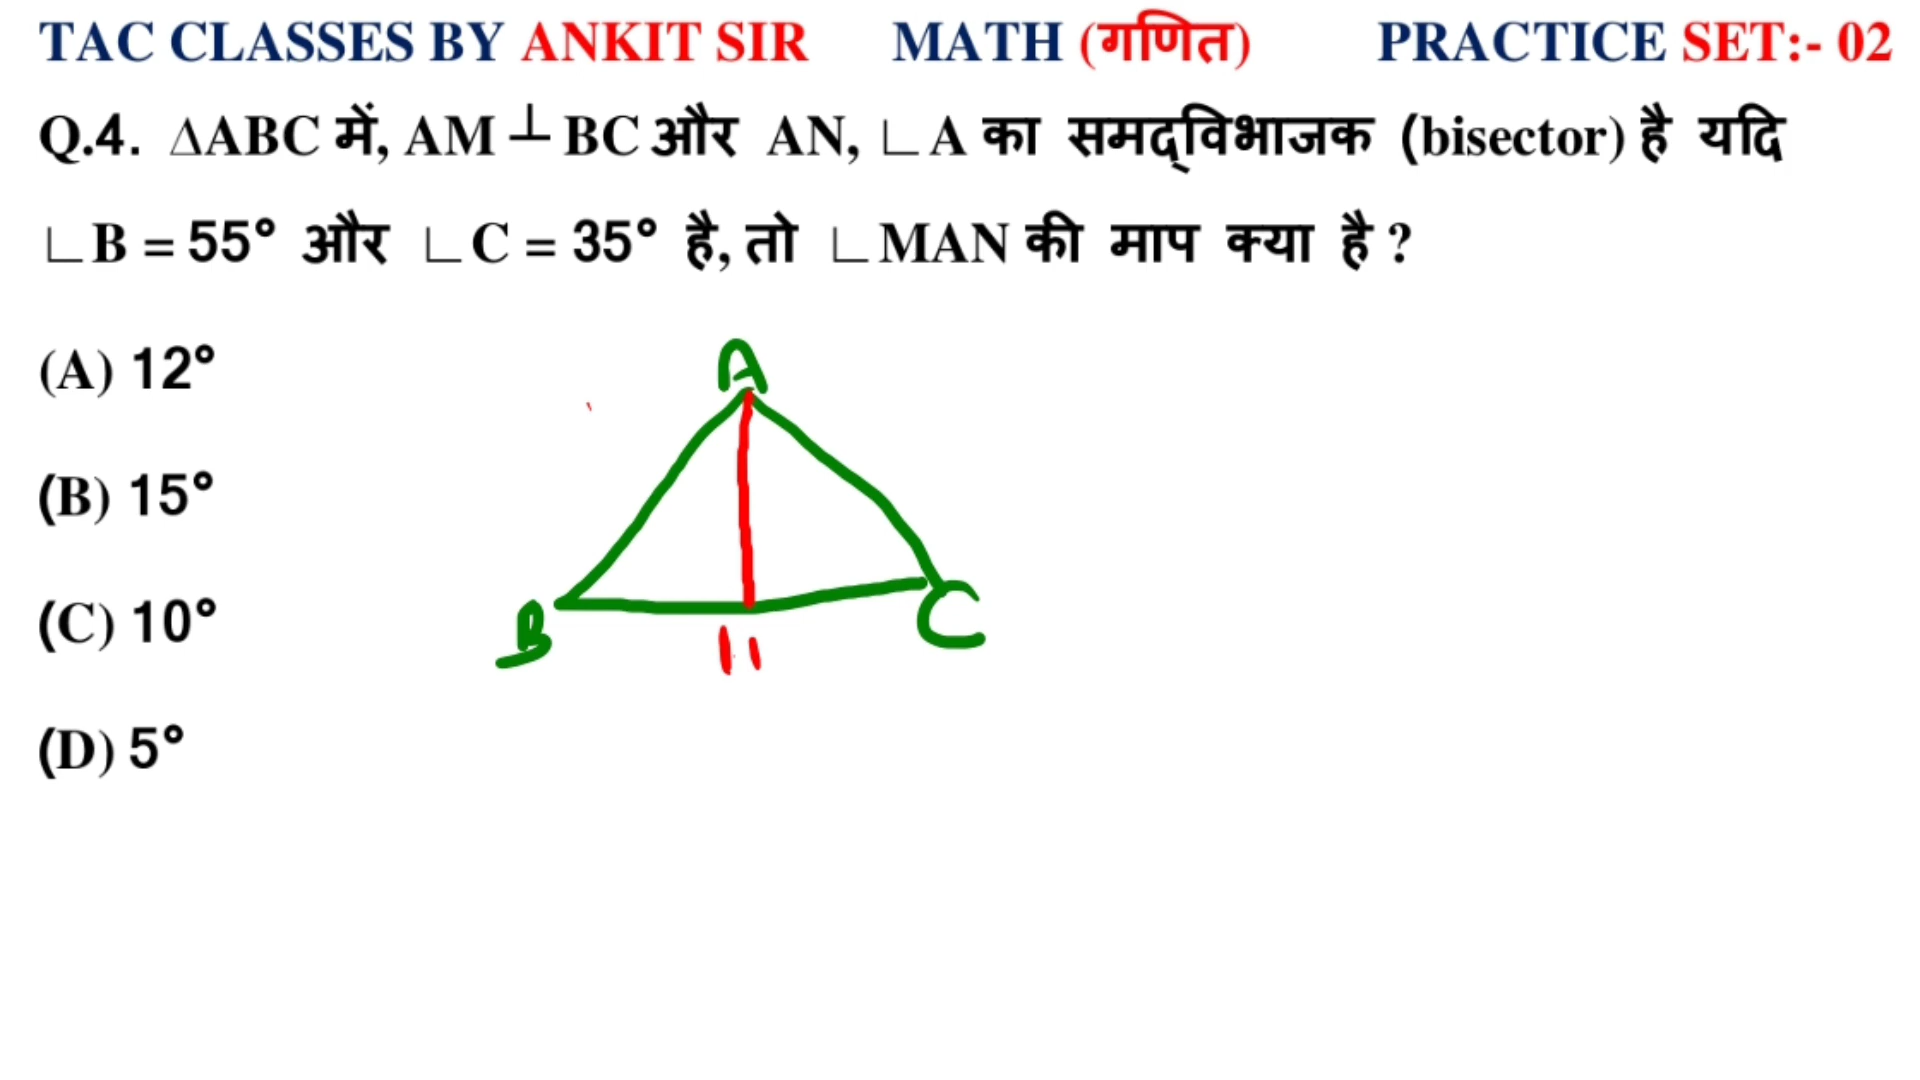 TAC CLASSES BY ANKIT SIR MATH (गणित) PRACTICE SET:- 02
Q.4. ΔABC में, AM ┴ BC और AN, ∟A का समद्विभाजक (bisector) है यदि
∟B = 55° और ∟C = 35° है, तो ∟MAN की माप क्या है ?
(A) 12°
(B) 15°
(C) 10°
(D) 5°
A
B
C